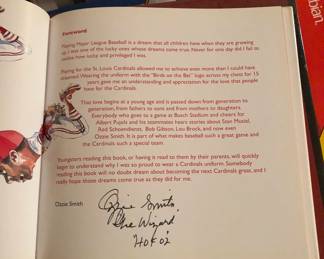 Foreword
Playing Major League Baseball is a dream that all children have when they are growing
up. I was one of the lucky ones whose dreams came true. Never for one day did I fail to
realize how lucky and privileged I was.
Playing for the St. Louis Cardinals allowed me to achieve even more than I could have
dreamed. Wearing the uniform with the "Birds on the Bat" logo across my chest for 15
years gave me an understanding and appreciation for the love that people
have for the Cardinals.
That love begins at a young age and is passed down from generation to
generation, from fathers to sons and from mothers to daughters.
Everybody who goes to a game at Busch Stadium and cheers for
Albert Pujols and his teammates hears stories about Stan Musial,
Red Schoendienst, Bob Gibson, Lou Brock, and now even
Ozzie Smith. It is part of what makes baseball such a great game and
the Cardinals such a special team.
Youngsters reading this book, or having it read to them by their parents, will quickly
begin to understand why I was so proud to wear a Cardinals uniform. Somebody
reading this book will no doubt dream about becoming the next Cardinals great, and I
really hope those dreams come true as they did for me.
Ozzie Smith
Ozzie Smith
"The Wizard"
HOF 02